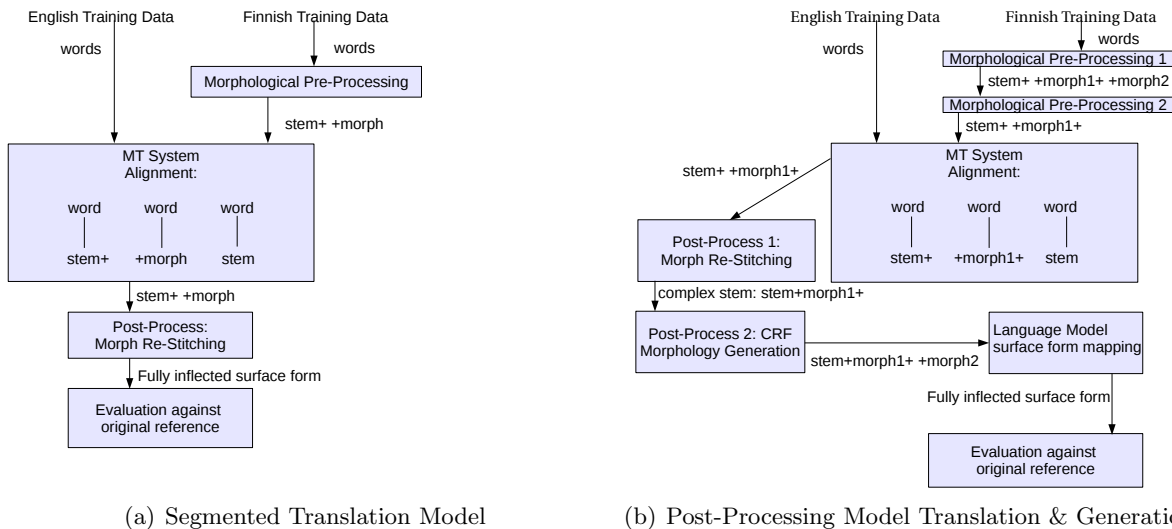 English Training Data
Finnish Training Data
words
words
Morphological Pre-Processing
stem+ +morph
MT System
Alignment:
word word word
stem+ +morph stem
stem+ +morph
Post-Process:
Morph Re-Stitching
Fully inflected surface form
Evaluation against
original reference
(a) Segmented Translation Model
English Training Data
Finnish Training Data
words
words
Morphological Pre-Processing 1
stem+ +morph1+ +morph2
Morphological Pre-Processing 2
stem+ +morph1+
MT System
Alignment:
word word word
stem+ +morph1+ stem
stem+ +morph1+
Post-Process 1:
Morph Re-Stitching
complex stem: stem+morph1+
Post-Process 2: CRF
Morphology Generation
stem+morph1+ +morph2
Language Model
surface form mapping
Fully inflected surface form
Evaluation against
original reference
(b) Post-Processing Model Translation & Generati